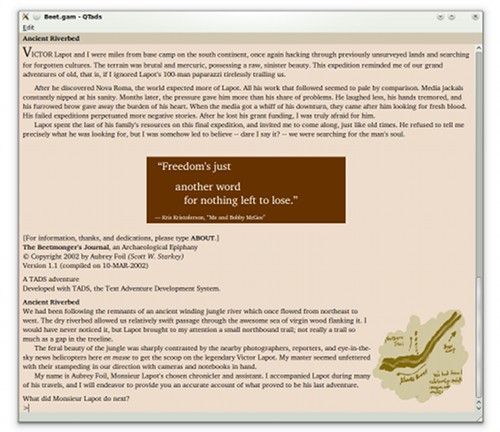 Beet.gam - QTads
Edit
Ancient Riverbed
VICTOR Lapot and I were miles from base camp on the south continent, once again hacking through previously unsurveyed lands and searching
for forgotten cultures. The terrain was brutal and mercuric, possessing a raw, sinister beauty. This expedition reminded me of our grand
adventures of old, that is, if I ignored Lapot's 100-man paparazzi tirelessly trailing us.
After he discovered Nova Roma, the world expected more of Lapot. All his work that followed seemed to pale by comparison. Media jackals
constantly nipped at his sanity. Months later, the pressure gave him more than his share of problems. He laughed less, his hands tremored, and
his furrowed brow gave away the burden of his heart. When the media got a whiff of his downturn, they came after him looking for fresh blood.
His failed expeditions perpetuated more negative stories. After he lost his grant funding, I was truly afraid for him.
Lapot spent the last of his family's resources on this final expedition, and invited me to come along, just like old times. He refused to tell me
precisely what he was looking for, but I was somehow led to believe -- dare I say it? -- we were searching for the man's soul.
“Freedom's just
another word
for nothing left to lose.”
— Kris Kristoferson, "Me and Bobby McGee"
[For information, thanks, and dedications, please type ABOUT.]
The Beetmonger's Journal, an Archaeological Epiphany
© Copyright 2002 by Aubrey Foil (Scott W. Starkey)
Version 1.1 (compiled on 10-MAR-2002)
A TADS adventure
Developed with TADS, the Text Adventure Development System.
Ancient Riverbed
We had been following the remnants of an ancient winding jungle river which once flowed from northeast to
west. The dry riverbed allowed us relatively swift passage through the awesome sea of virgin wood flanking it. I
would have never noticed it, but Lapot brought to my attention a small northbound trail; not really a trail so
much as a gap in the treeline.
The feral beauty of the jungle was sharply contrasted by the nearby photographers, reporters, and eye-in-the-
sky news helicopters here en masse to get the scoop on the legendary Victor Lapot. My master seemed unfettered
with their stampeding in our direction with cameras and notebooks in hand.
My name is Aubrey Foil, Monsieur Lapot's chosen chronicler and assistant. I accompanied Lapot during many
of his travels, and I will endeavor to provide you an accurate account of what proved to be his last adventure.
What did Monsieur Lapot do next?
>